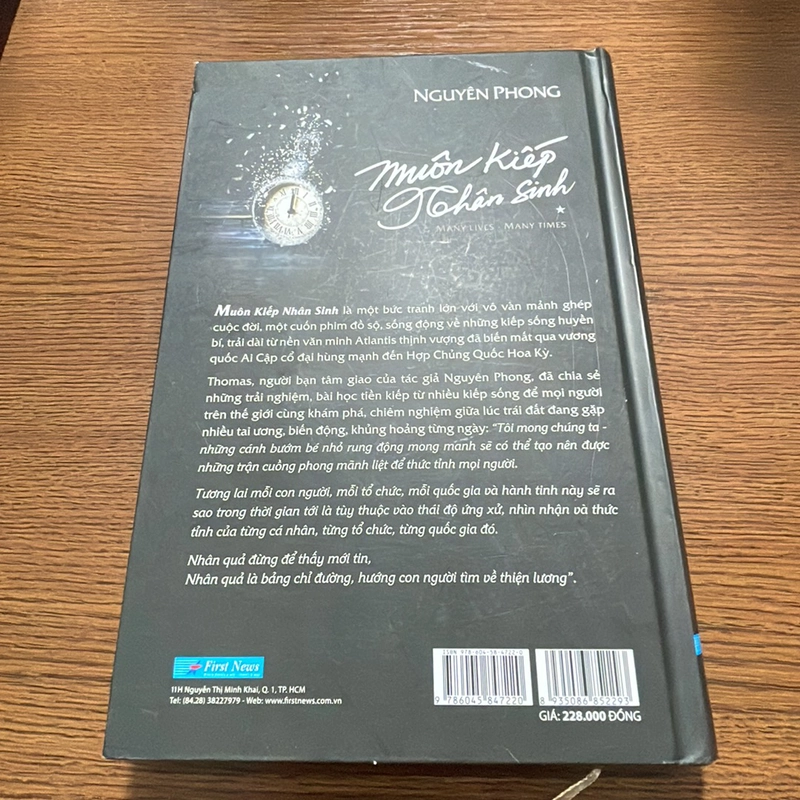 NGUYÊN PHONG
Muôn Kiếp
Nhân Sinh
MANY LIVES - MANY TIMES
Muôn Kiếp Nhân Sinh là một bức tranh lớn với vô vàn mảnh ghép
cuộc đời, một cuốn phim đồ sộ, sống động về những kiếp sống huyền
bí, trải dài từ nền văn minh Atlantis thịnh vượng đã biến mất qua vương
quốc Ai Cập cổ đại hùng mạnh đến Hợp Chủng Quốc Hoa Kỳ.
Thomas, người bạn tâm giao của tác giả Nguyên Phong, đã chia sẻ
những trải nghiệm, bài học tiền kiếp từ nhiều kiếp sống để mọi người
trên thế giới cùng khám phá, chiêm nghiệm giữa lúc trái đất đang gặp
nhiều tai ương, biến động, khủng hoảng từng ngày: “Tôi mong chúng ta -
những cánh bướm bé nhỏ rung động mong manh sẽ có thể tạo nên được
những trận cuồng phong mãnh liệt để thức tỉnh mọi người.
Tương lai mỗi con người, mỗi tổ chức, mỗi quốc gia và hành tinh này sẽ ra
sao trong thời gian tới là tùy thuộc vào thái độ ứng xử, nhìn nhận và thức
tỉnh của từng cá nhân, từng tổ chức, từng quốc gia đó.
Nhân quả đừng để thấy mới tin,
Nhân quả là bảng chỉ đường, hướng con người tìm về thiện lương”.
First News
11H Nguyễn Thị Minh Khai, Q. 1, TP. HCM
Tel: (84.28) 38227979 - Web: www.firstnews.com.vn
ISBN 978-604-58-4722-0
9 786045 847220
8 935086 852293
GIÁ: 228.000 ĐỒNG